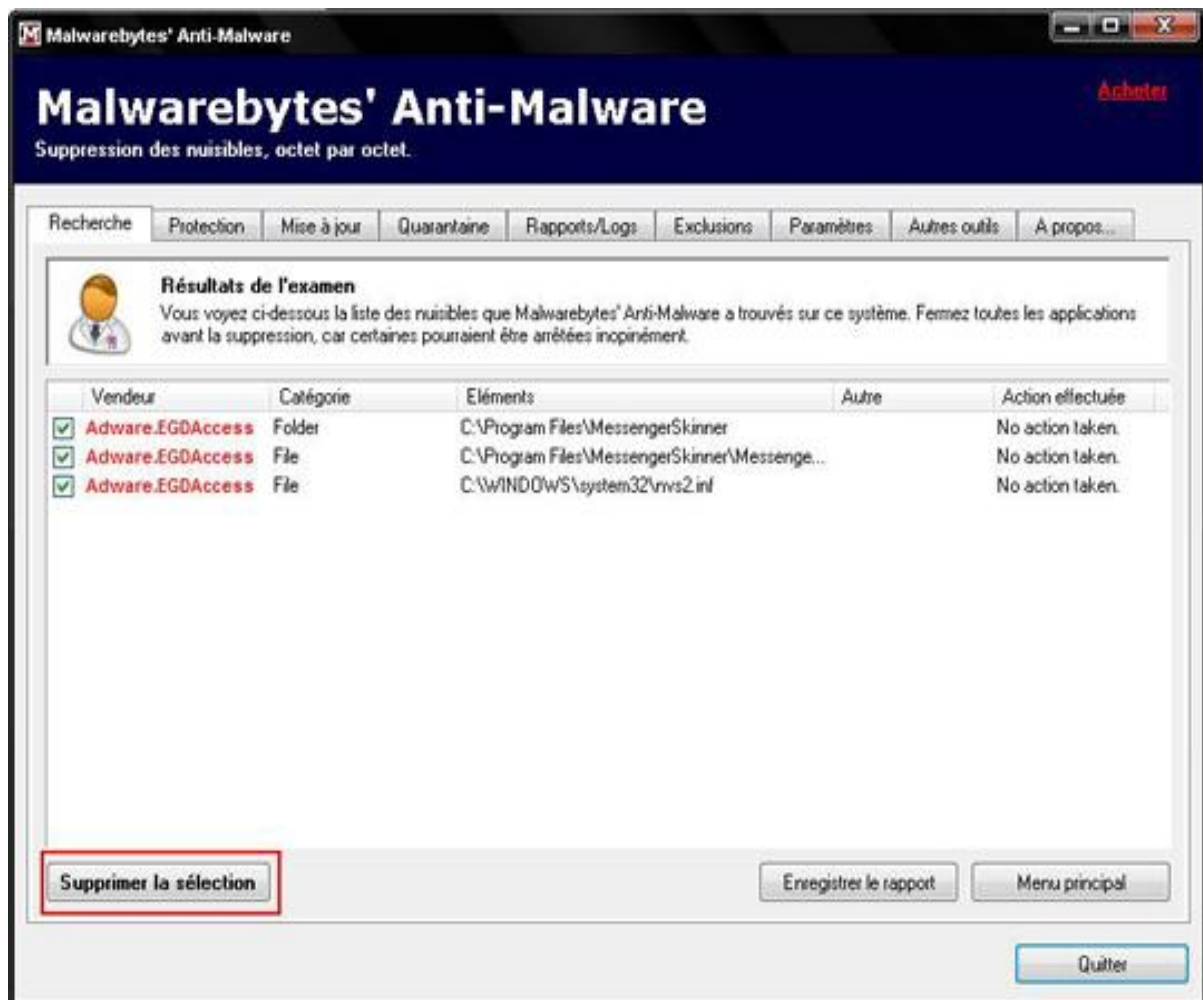 Malwarebytes' Anti-Malware
Malwarebytes' Anti-Malware
Acheter
Suppression des nuisibles, octet par octet.
Recherche Protection Mise à jour Quarantaine Rapports/Logs Exclusions Paramètres Autres outils A propos...
Résultats de l'examen
Vous voyez ci-dessous la liste des nuisibles que Malwarebytes' Anti-Malware a trouvés sur ce système. Fermez toutes les applications
avant la suppression, car certaines pourraient être arrêtées inopinément.
Vendeur Catégorie Eléments Autre Action effectuée
Adware.EGDAccess Folder C:\Program Files\MessengerSkinner No action taken.
Adware.EGDAccess File C:\Program Files\MessengerSkinner\Messenge... No action taken.
Adware.EGDAccess File C:\WINDOWS\system32\nvs2.inf No action taken.
Supprimer la sélection Enregistrer le rapport Menu principal
Quitter